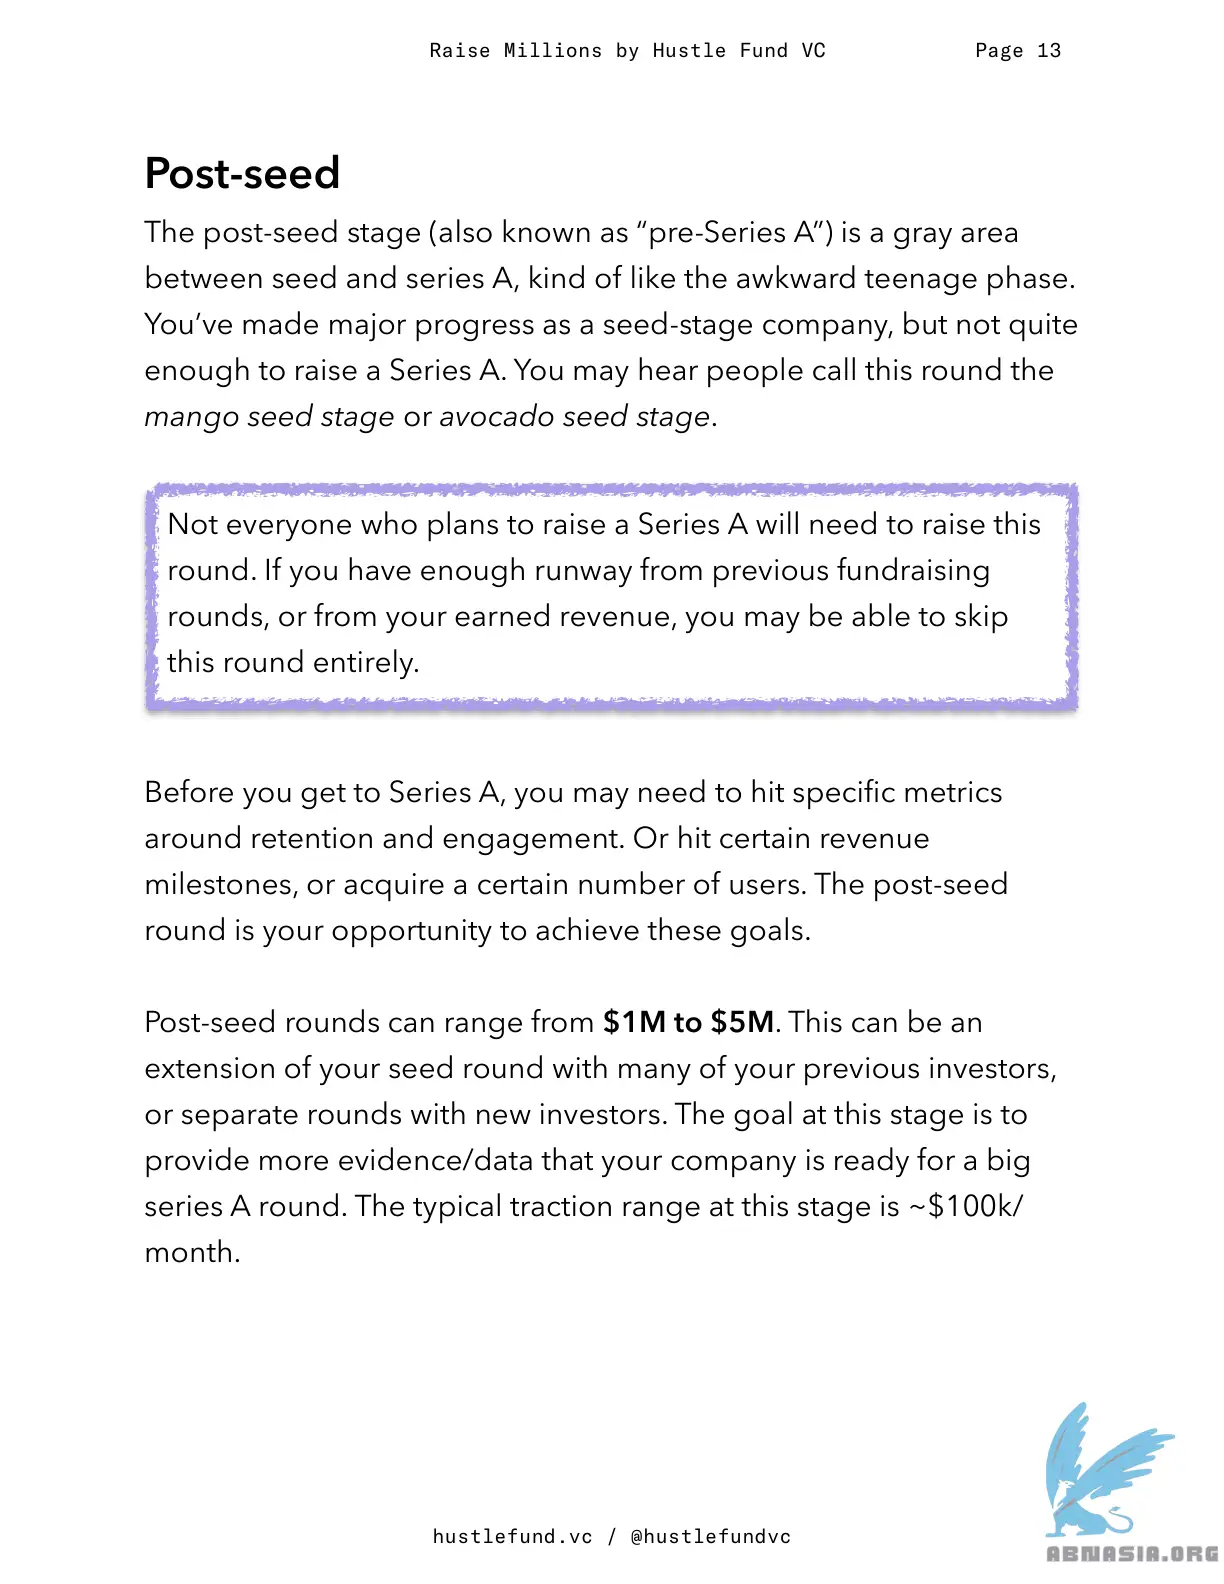 Raise Millions by Hustle Fund VC Page 13
Post-seed
The post-seed stage (also known as “pre-Series A”) is a gray area
between seed and series A, kind of like the awkward teenage phase.
You’ve made major progress as a seed-stage company, but not quite
enough to raise a Series A. You may hear people call this round the
mango seed stage or avocado seed stage.
Not everyone who plans to raise a Series A will need to raise this
round. If you have enough runway from previous fundraising
rounds, or from your earned revenue, you may be able to skip
this round entirely.
Before you get to Series A, you may need to hit specific metrics
around retention and engagement. Or hit certain revenue
milestones, or acquire a certain number of users. The post-seed
round is your opportunity to achieve these goals.
Post-seed rounds can range from $1M to $5M. This can be an
extension of your seed round with many of your previous investors,
or separate rounds with new investors. The goal at this stage is to
provide more evidence/data that your company is ready for a big
series A round. The typical traction range at this stage is ~$100k/
month.
hustlefund.vc / @hustlefundvc
ABNASIA.ORG